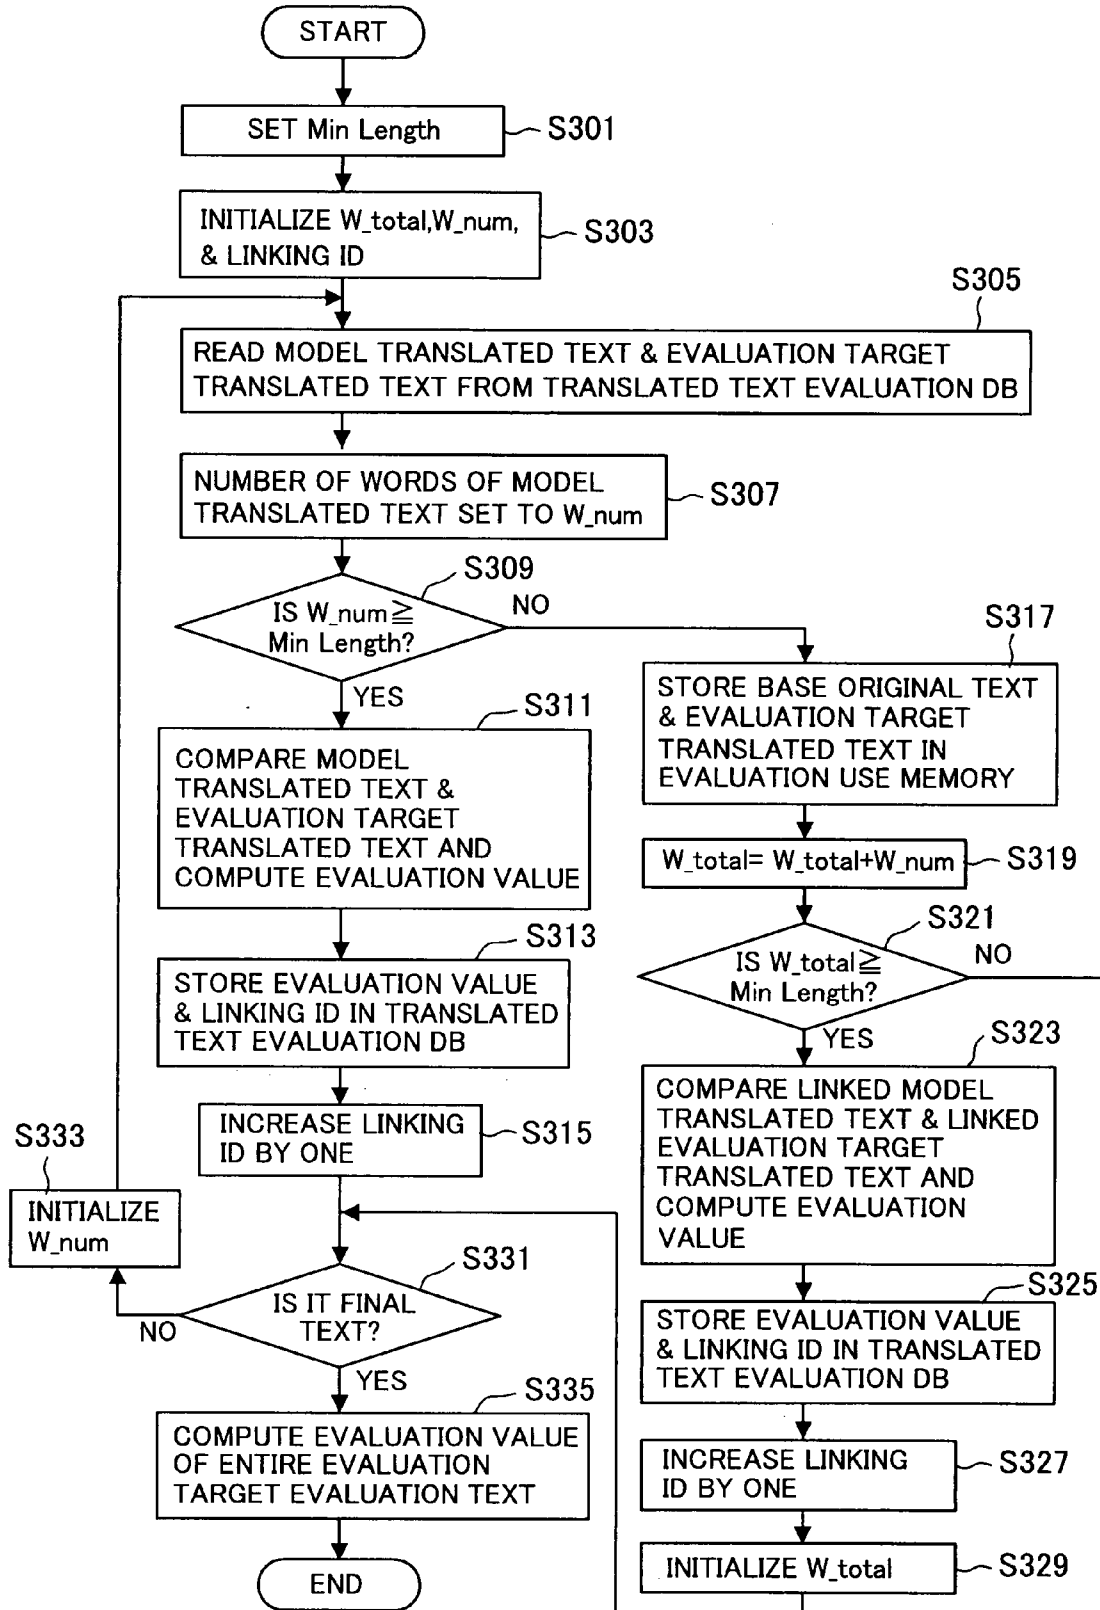 START
SET Min Length
S301
INITIALIZE W_total,W_num,
& LINKING ID
S303
S305
READ MODEL TRANSLATED TEXT & EVALUATION TARGET
TRANSLATED TEXT FROM TRANSLATED TEXT EVALUATION DB
NUMBER OF WORDS OF MODEL
TRANSLATED TEXT SET TO W_num
S307
S309
IS W_num≧
Min Length?
NO
YES
S311
COMPARE MODEL
TRANSLATED TEXT &
EVALUATION TARGET
TRANSLATED TEXT AND
COMPUTE EVALUATION VALUE
S313
STORE EVALUATION VALUE
& LINKING ID IN TRANSLATED
TEXT EVALUATION DB
INCREASE LINKING
ID BY ONE
S315
S333
INITIALIZE
W_num
S331
IS IT FINAL
TEXT?
NO
YES
S335
COMPUTE EVALUATION VALUE
OF ENTIRE EVALUATION
TARGET EVALUATION TEXT
END
S317
STORE BASE ORIGINAL TEXT
& EVALUATION TARGET
TRANSLATED TEXT IN
EVALUATION USE MEMORY
W_total= W_total+W_num
S319
S321
IS W_total≧
Min Length?
NO
YES
S323
COMPARE LINKED MODEL
TRANSLATED TEXT & LINKED
EVALUATION TARGET
TRANSLATED TEXT AND
COMPUTE EVALUATION
VALUE
S325
STORE EVALUATION VALUE
& LINKING ID IN TRANSLATED
TEXT EVALUATION DB
INCREASE LINKING
ID BY ONE
S327
INITIALIZE W_total
S329